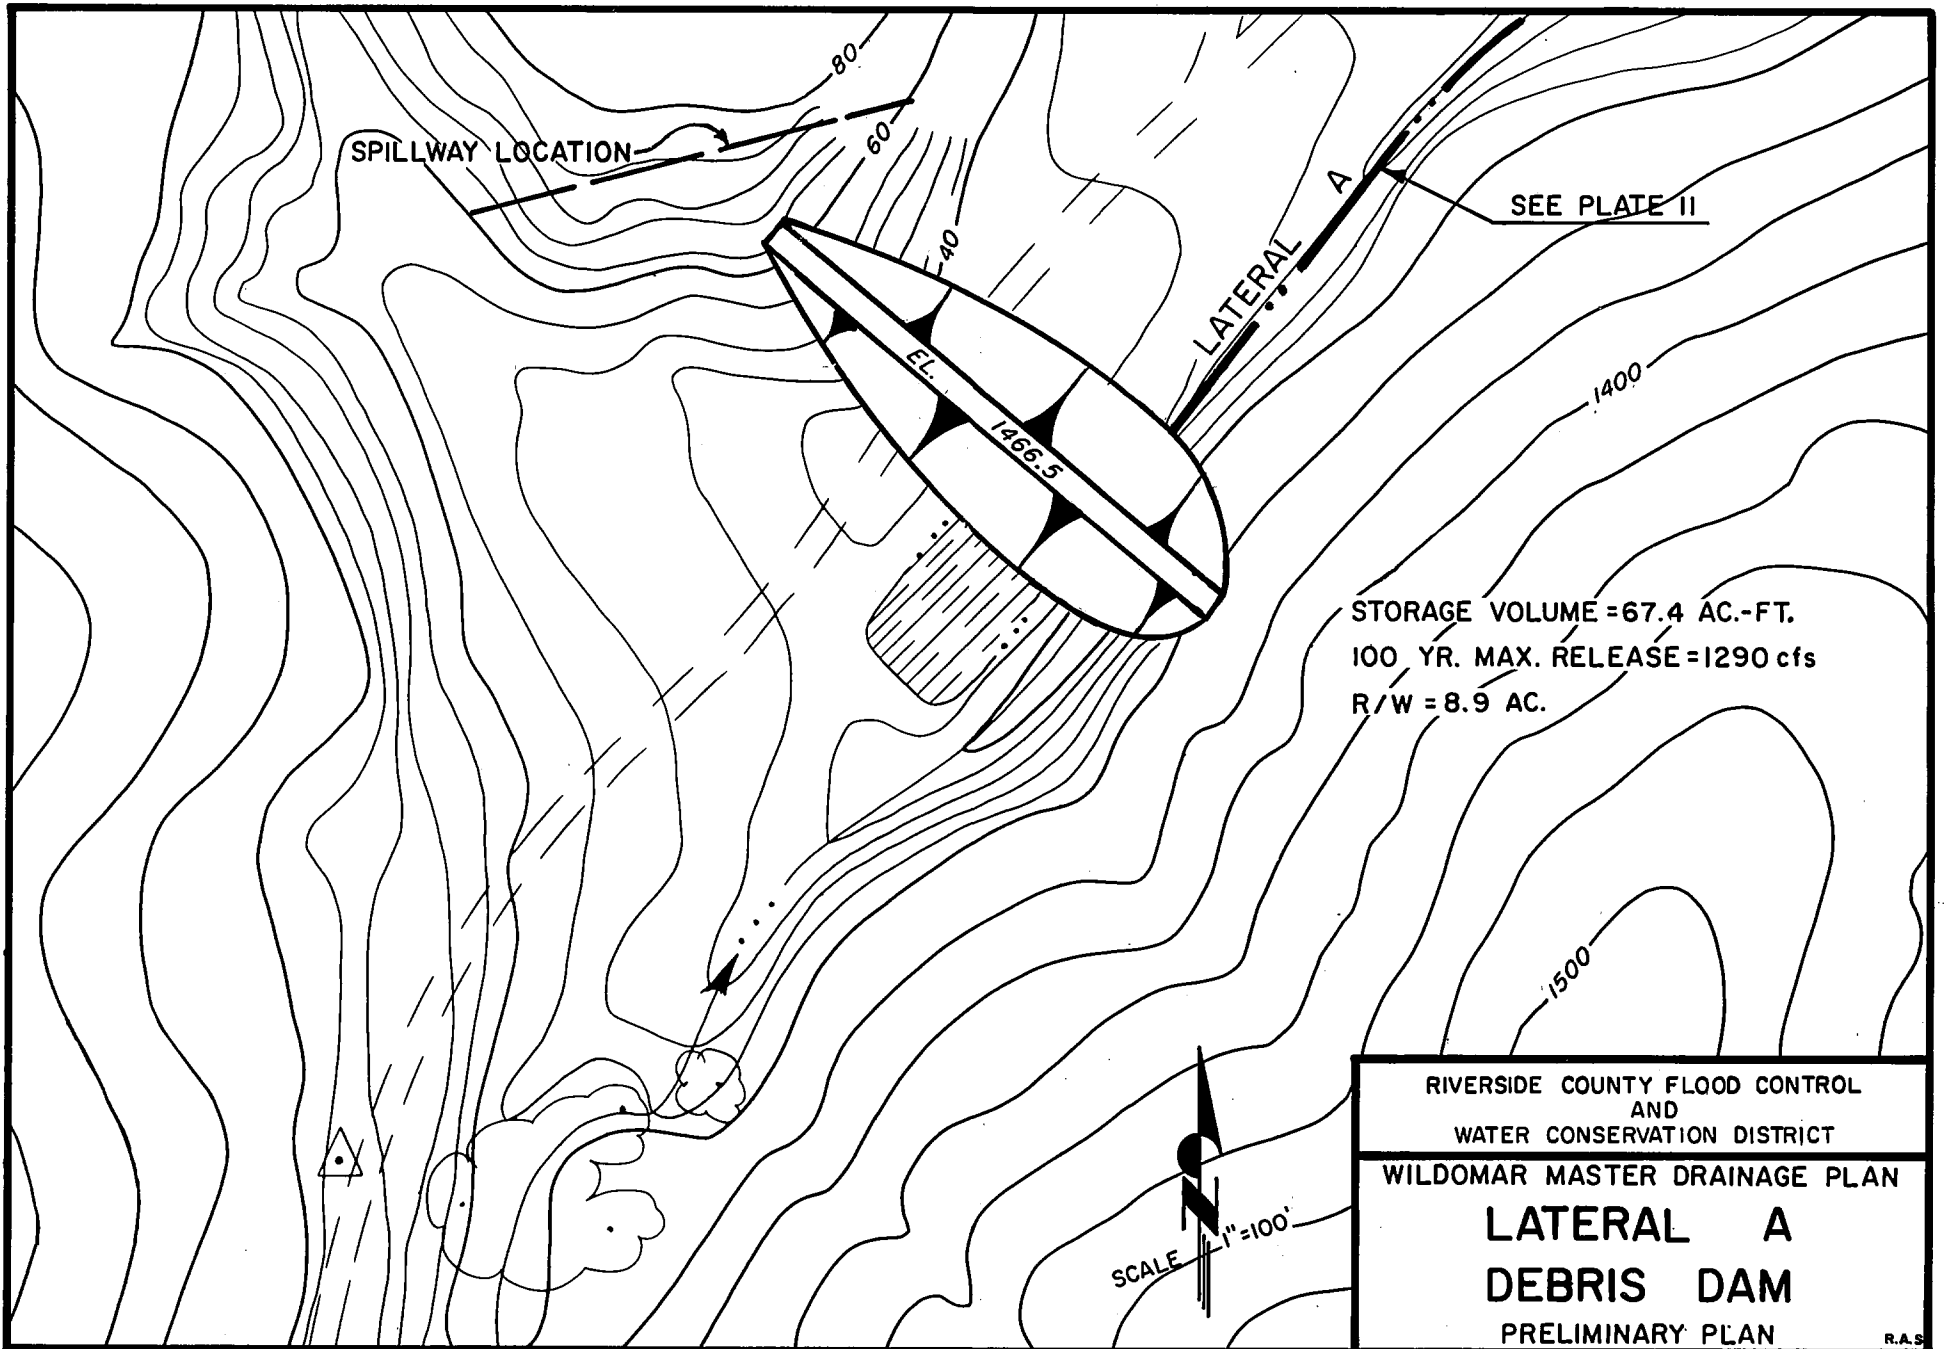 80
SPILLWAY LOCATION
60
40
LATERAL A
SEE PLATE 11
1400
EL. 1466.5
STORAGE VOLUME = 67.4 AC.-FT.
100 YR. MAX. RELEASE = 1290 cfs
R/W = 8.9 AC.
1500
N
SCALE 1"=100'
RIVERSIDE COUNTY FLOOD CONTROL
AND
WATER CONSERVATION DISTRICT
WILDOMAR MASTER DRAINAGE PLAN
LATERAL A
DEBRIS DAM
PRELIMINARY PLAN
R.A.S